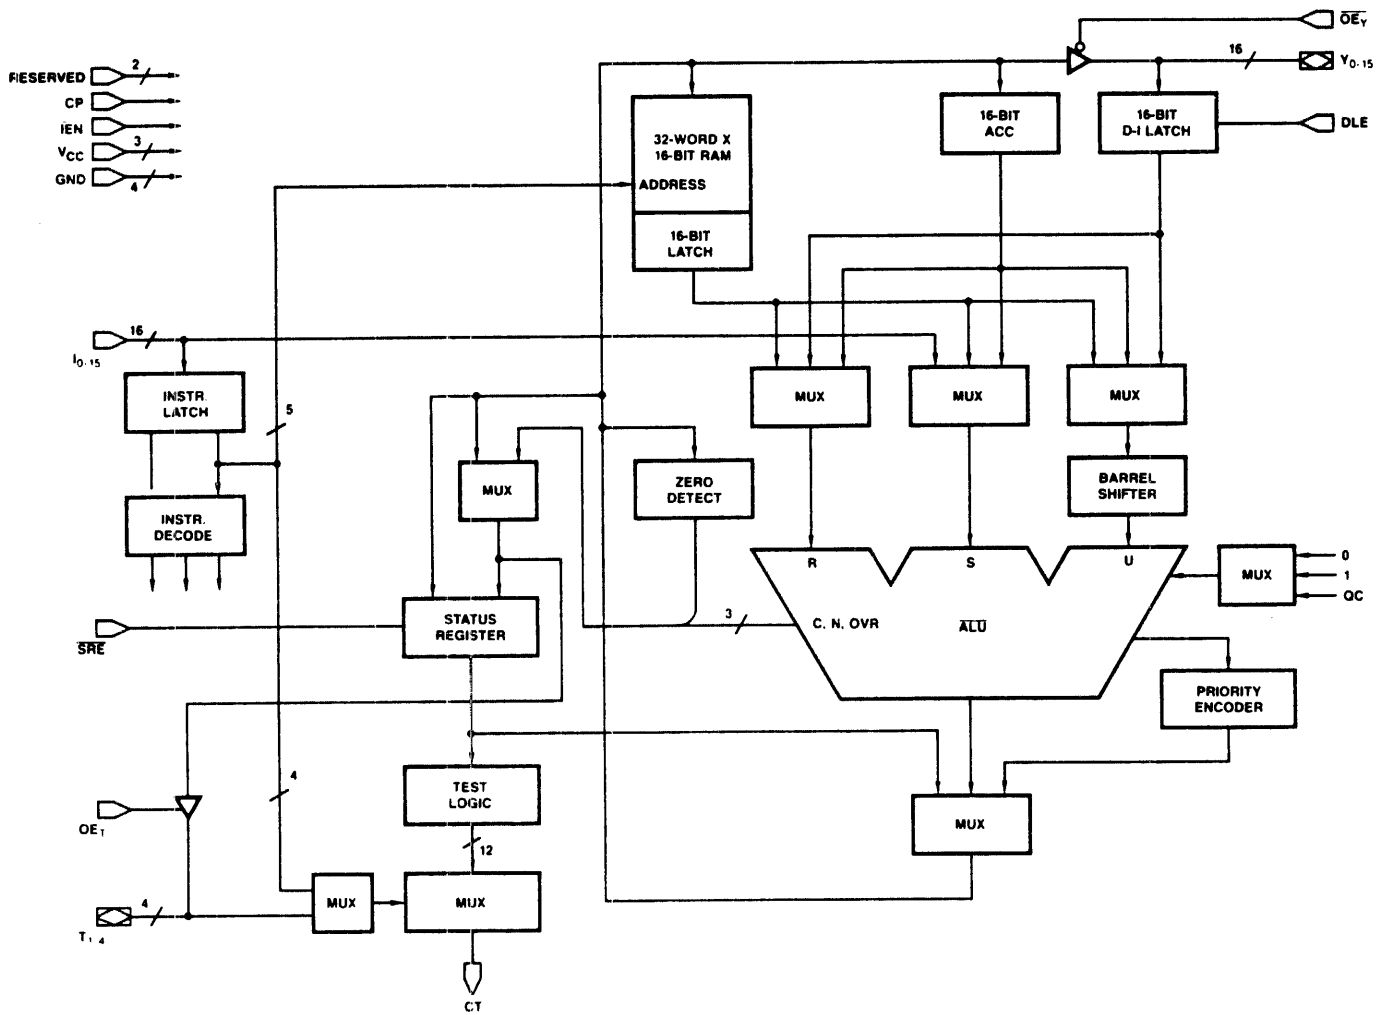 OEY
16
Y0-15
2
RESERVED
CP
IEN
3
VCC
GND
4
32-WORD X
16-BIT RAM
ADDRESS
16-BIT
LATCH
16-BIT
ACC
16-BIT
D-I LATCH
DLE
16
I0-15
INSTR.
LATCH
5
MUX
MUX
MUX
MUX
ZERO
DETECT
BARREL
SHIFTER
INSTR.
DECODE
R
S
U
MUX
0
1
QC
STATUS
REGISTER
3
C, N, OVR
ALU
SRE
PRIORITY
ENCODER
4
TEST
LOGIC
12
MUX
OET
4
T1-4
MUX
MUX
CT